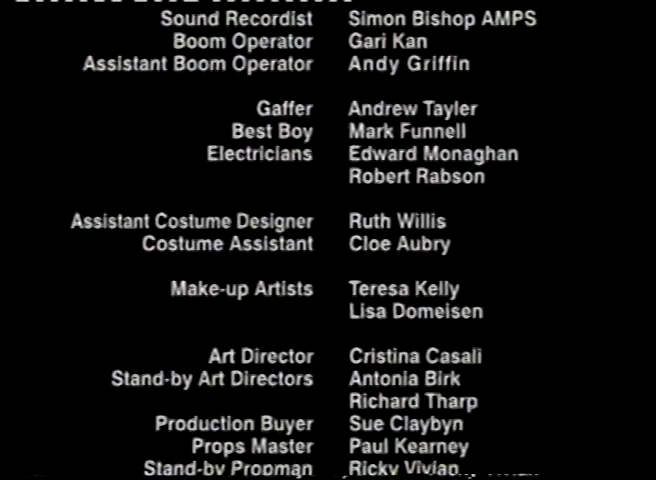 Sound Recordist Simon Bishop AMPS
Boom Operator Gari Kan
Assistant Boom Operator Andy Griffin
Gaffer Andrew Tayler
Best Boy Mark Funnell
Electricians Edward Monaghan
Robert Rabson
Assistant Costume Designer Ruth Willis
Costume Assistant Cloe Aubry
Make-up Artists Teresa Kelly
Lisa Domeisen
Art Director Cristina Casali
Stand-by Art Directors Antonia Birk
Richard Tharp
Production Buyer Sue Claybyn
Props Master Paul Kearney
Stand-by Propman Ricky Vivian